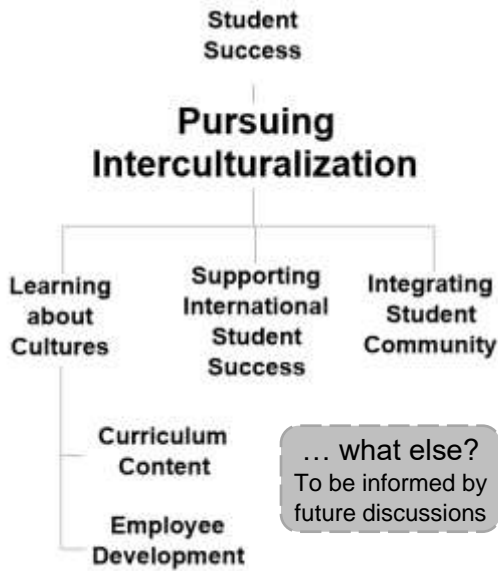 Student
Success
Pursuing
Interculturalization
Learning
about
Cultures
Supporting
International
Student
Success
Integrating
Student
Community
Curriculum
Content
Employee
Development
... what else?
To be informed by
future discussions